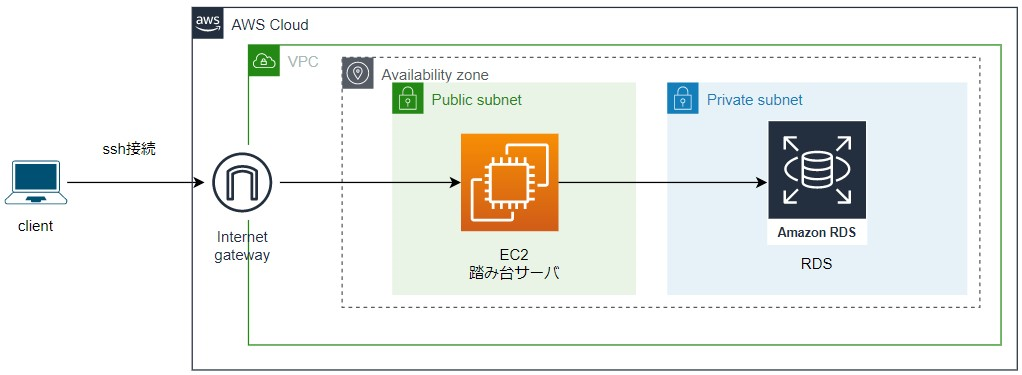 aws
AWS Cloud
VPC
Availability zone
Public subnet
Private subnet
ssh接続
client
Internet
gateway
EC2
踏み台サーバ
Amazon RDS
RDS